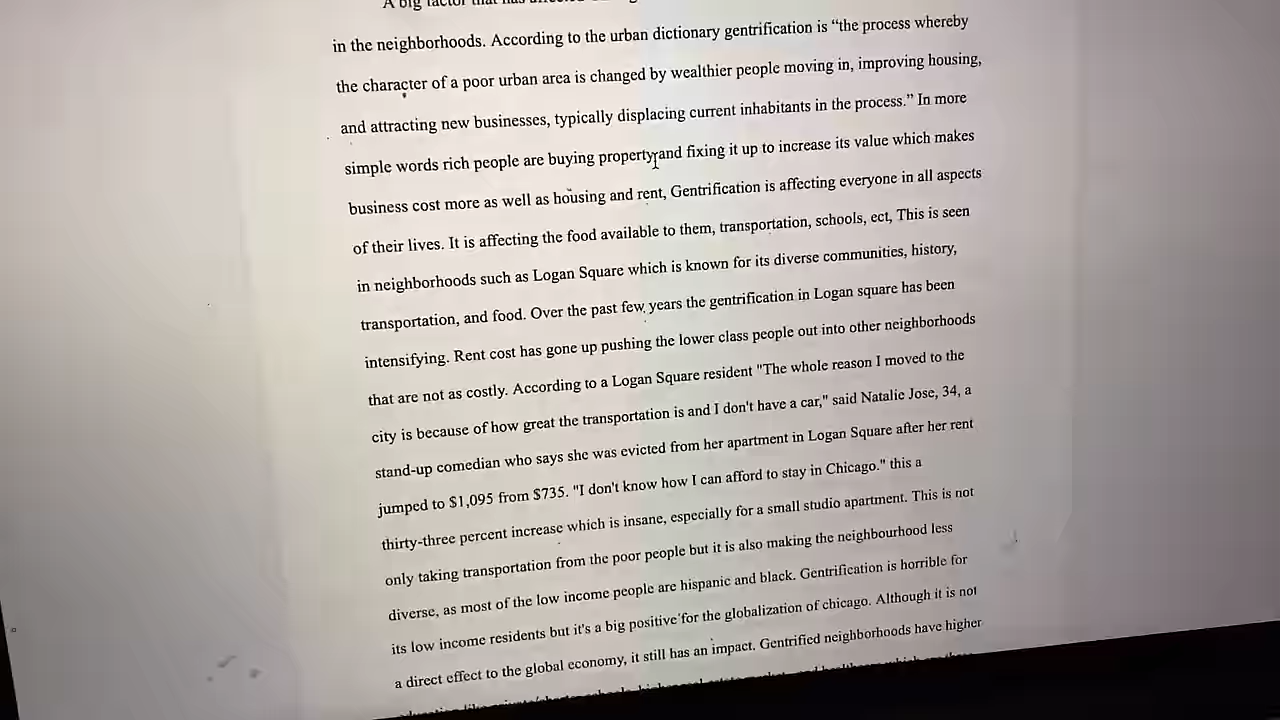 A big factor that has
in the neighborhoods. According to the urban dictionary gentrification is “the process whereby
the character of a poor urban area is changed by wealthier people moving in, improving housing,
and attracting new businesses, typically displacing current inhabitants in the process.” In more
simple words rich people are buying property and fixing it up to increase its value which makes
business cost more as well as housing and rent, Gentrification is affecting everyone in all aspects
of their lives. It is affecting the food available to them, transportation, schools, ect, This is seen
in neighborhoods such as Logan Square which is known for its diverse communities, history,
transportation, and food. Over the past few years the gentrification in Logan square has been
intensifying. Rent cost has gone up pushing the lower class people out into other neighborhoods
that are not as costly. According to a Logan Square resident "The whole reason I moved to the
city is because of how great the transportation is and I don't have a car," said Natalie Jose, 34, a
stand-up comedian who says she was evicted from her apartment in Logan Square after her rent
jumped to $1,095 from $735. "I don't know how I can afford to stay in Chicago." this a
thirty-three percent increase which is insane, especially for a small studio apartment. This is not
only taking transportation from the poor people but it is also making the neighbourhood less
diverse, as most of the low income people are hispanic and black. Gentrification is horrible for
its low income residents but it's a big positive for the globalization of chicago. Although it is not
a direct effect to the global economy, it still has an impact. Gentrified neighborhoods have higher